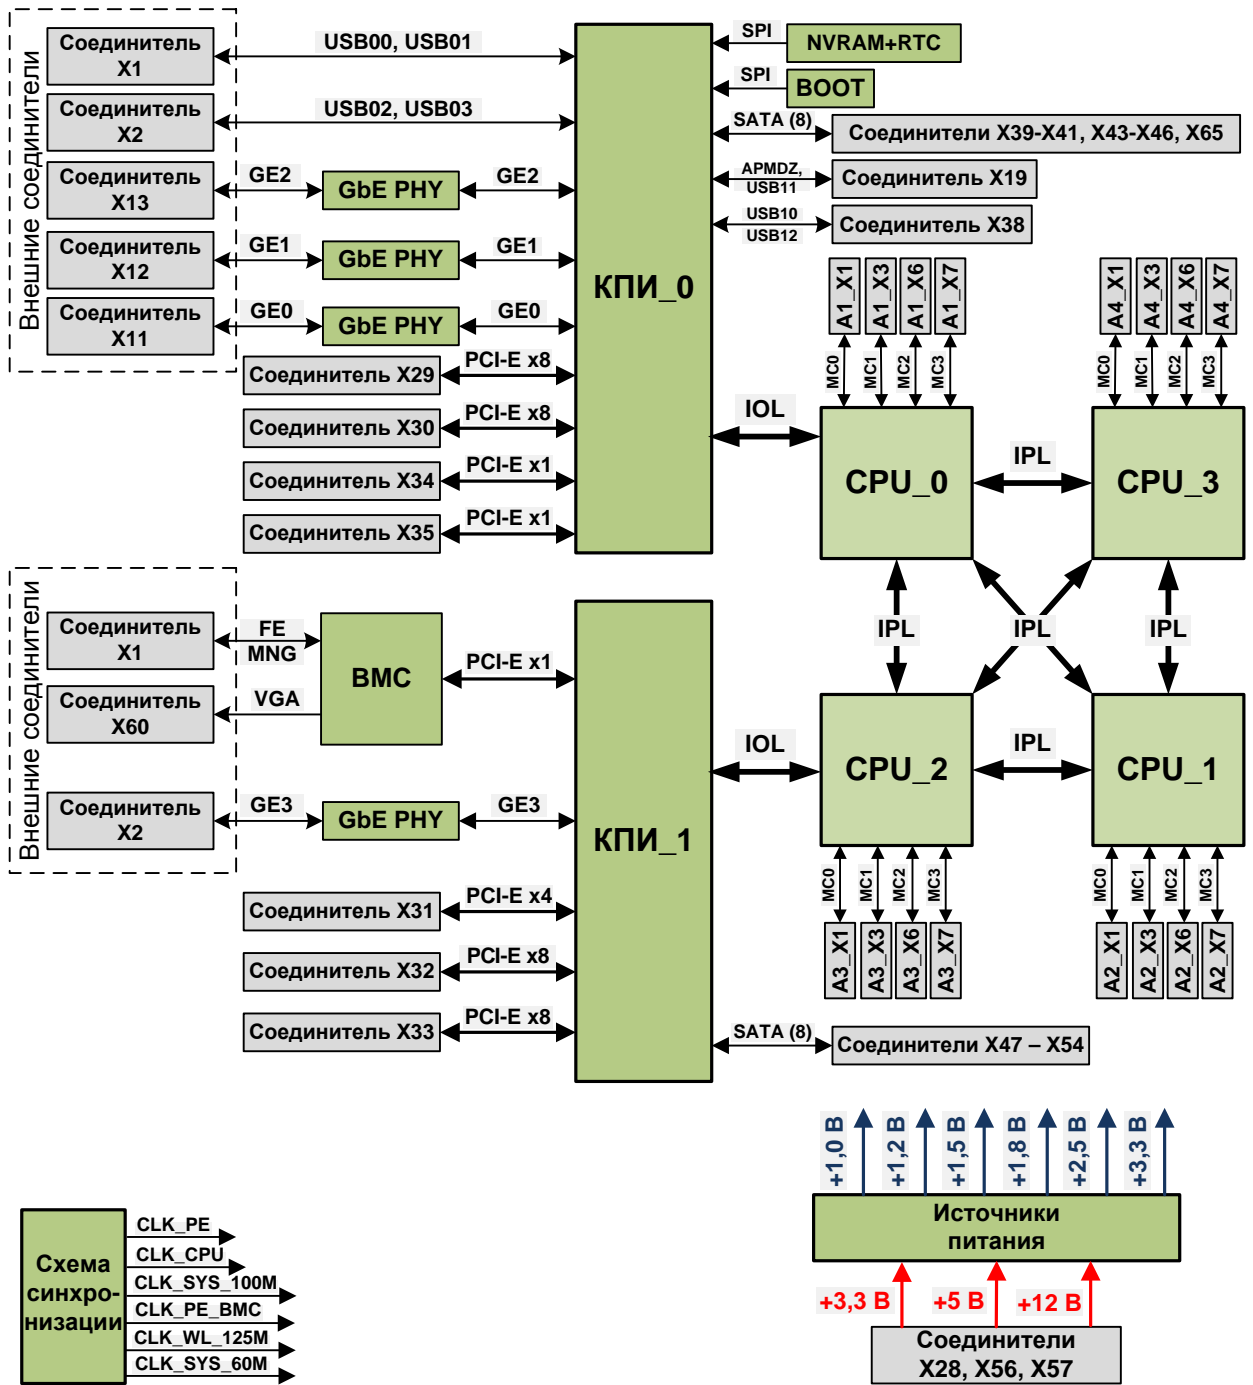 Внешние соединители
Соединитель
X1
USB00, USB01
Соединитель
X2
USB02, USB03
Соединитель
X13
GE2
GbE PHY
GE2
Соединитель
X12
GE1
GbE PHY
GE1
Соединитель
X11
GE0
GbE PHY
GE0
Соединитель X29
PCI-E x8
Соединитель X30
PCI-E x8
Соединитель X34
PCI-E x1
Соединитель X35
PCI-E x1
КПИ_0
SPI
NVRAM+RTC
SPI
BOOT
SATA (8)
Соединители X39-X41, X43-X46, X65
APMDZ,
USB11
Соединитель X19
USB10
USB12
Соединитель X38
A1_X1
A1_X3
A1_X6
A1_X7
MC0
MC1
MC2
MC3
A4_X1
A4_X3
A4_X6
A4_X7
MC0
MC1
MC2
MC3
IOL
CPU_0
IPL
CPU_3
IPL
IPL
IPL
Внешние соединители
Соединитель
X1
FE
MNG
Соединитель
X60
VGA
BMC
PCI-E x1
Соединитель
X2
GE3
GbE PHY
GE3
Соединитель X31
PCI-E x4
Соединитель X32
PCI-E x8
Соединитель X33
PCI-E x8
КПИ_1
IOL
CPU_2
IPL
CPU_1
MC0
MC1
MC2
MC3
A3_X1
A3_X3
A3_X6
A3_X7
MC0
MC1
MC2
MC3
A2_X1
A2_X3
A2_X6
A2_X7
SATA (8)
Соединители X47 – X54
+1,0 В
+1,2 В
+1,5 В
+1,8 В
+2,5 В
+3,3 В
Источники
питания
+3,3 В
+5 В
+12 В
Соединители
X28, X56, X57
Схема
синхро-
низации
CLK_PE
CLK_CPU
CLK_SYS_100M
CLK_PE_BMC
CLK_WL_125M
CLK_SYS_60M